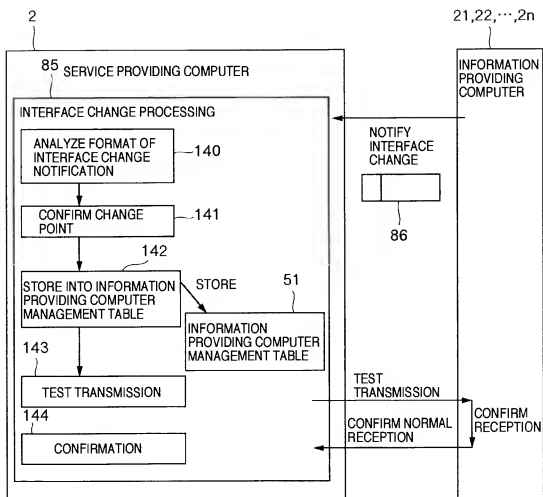 2
21,22,···,2n
85
SERVICE PROVIDING COMPUTER
INFORMATION
PROVIDING
COMPUTER
INTERFACE CHANGE PROCESSING
ANALYZE FORMAT OF
INTERFACE CHANGE
NOTIFICATION
140
NOTIFY
INTERFACE
CHANGE
86
CONFIRM CHANGE
POINT
141
142
STORE INTO INFORMATION
PROVIDING COMPUTER
MANAGEMENT TABLE
STORE
51
INFORMATION
PROVIDING COMPUTER
MANAGEMENT TABLE
143
TEST TRANSMISSION
TEST
TRANSMISSION
144
CONFIRM NORMAL
RECEPTION
CONFIRM
RECEPTION
CONFIRMATION